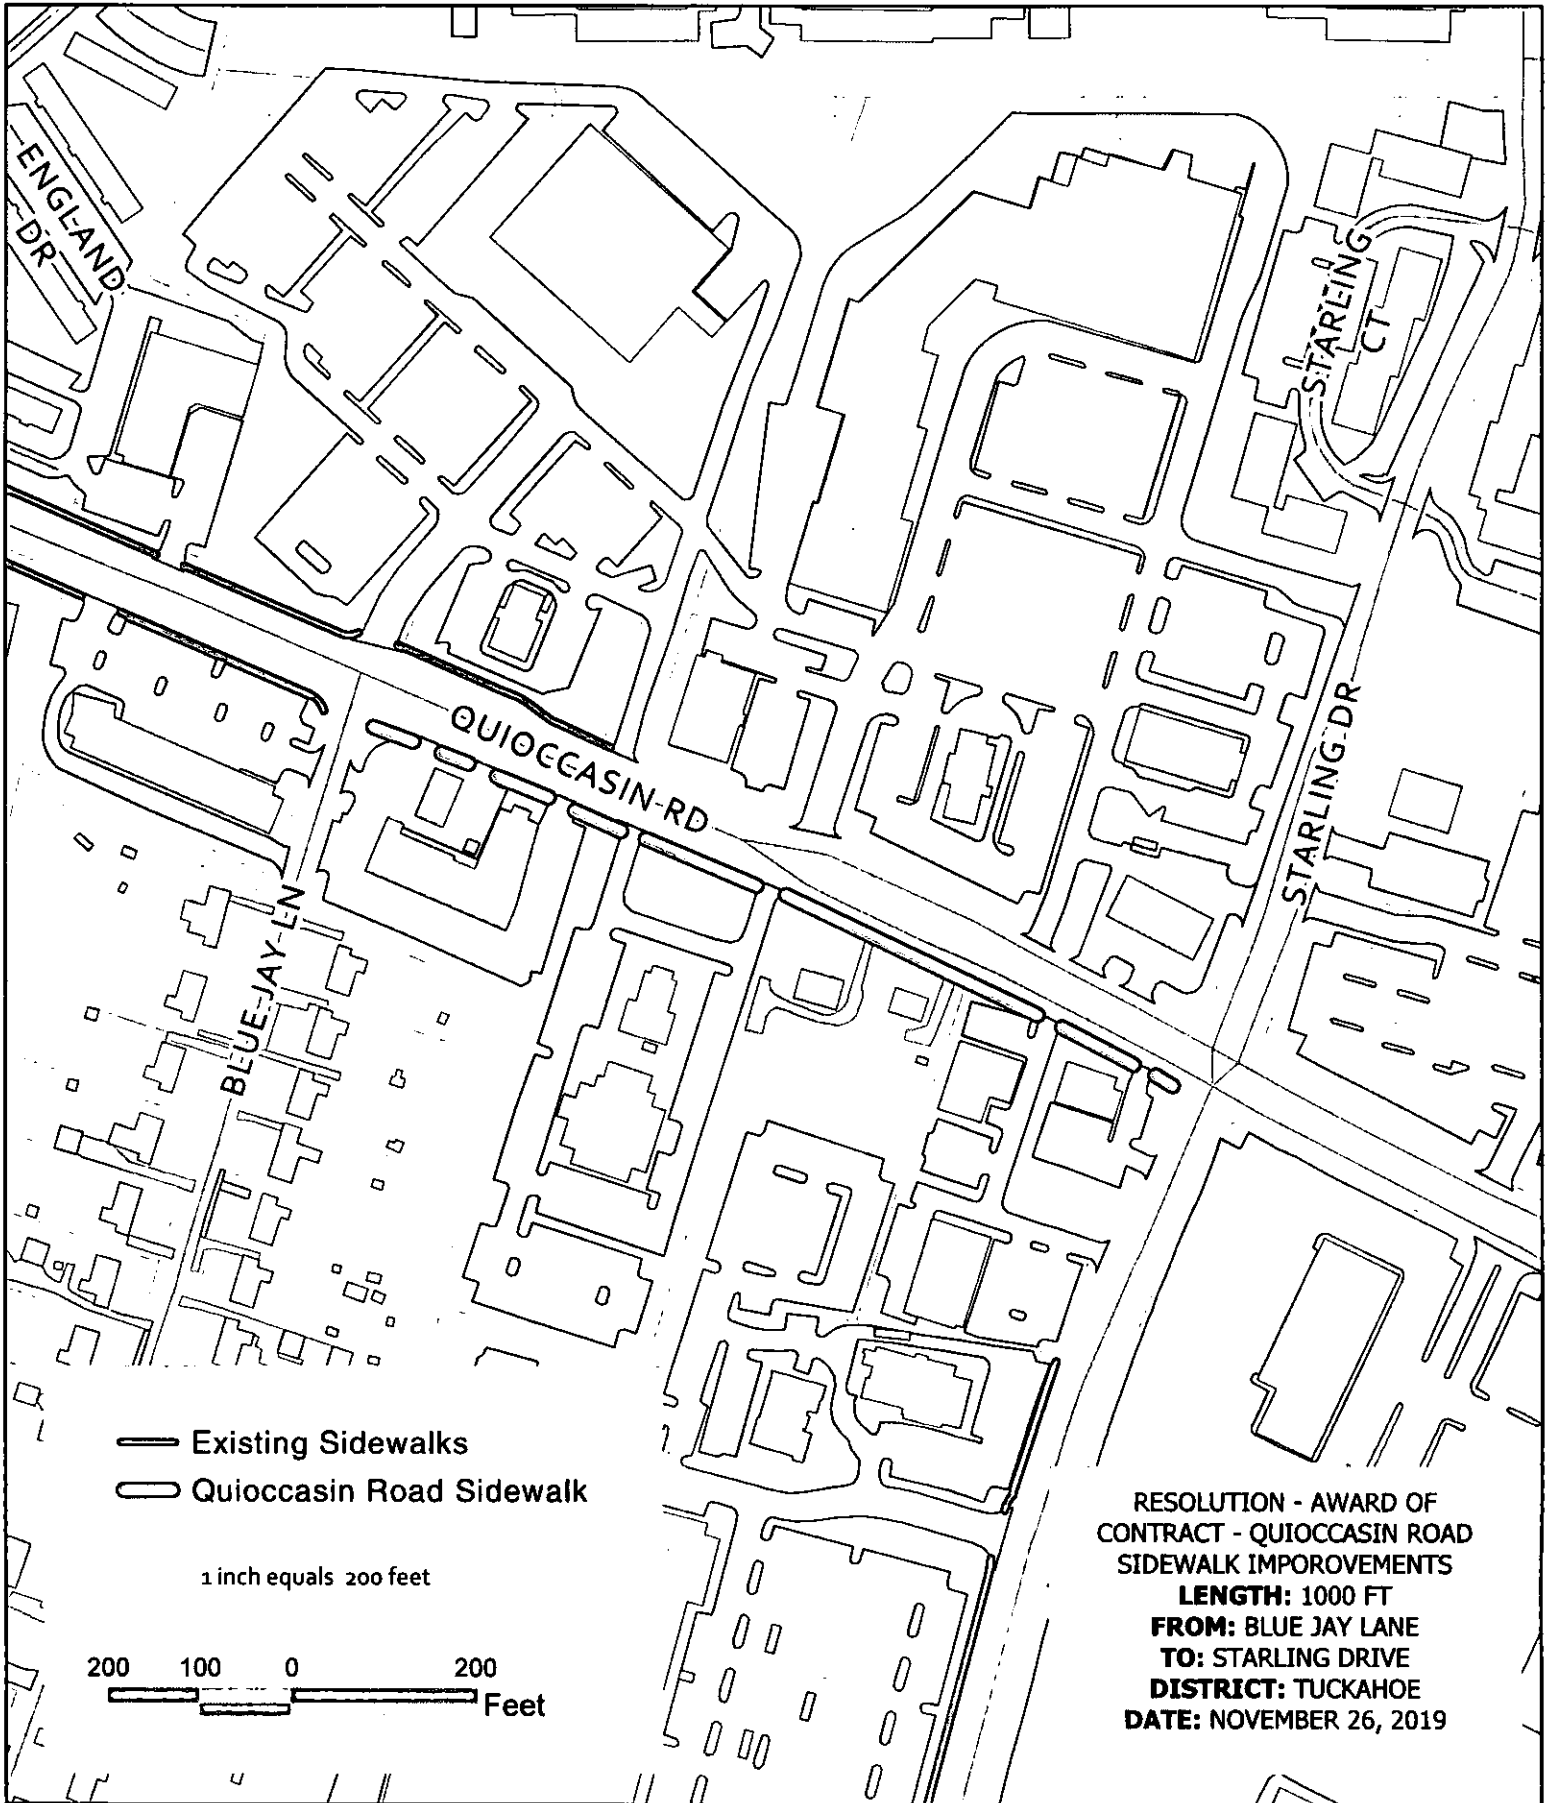 ENGLAND
DR
STARLING
CT
QUIOCCASIN RD
STARLING DR
BLUE JAY LN
Existing Sidewalks
Quioccasin Road Sidewalk
1 inch equals 200 feet
200 100 0 200
Feet
RESOLUTION - AWARD OF
CONTRACT - QUIOCCASIN ROAD
SIDEWALK IMPOROVEMENTS
LENGTH: 1000 FT
FROM: BLUE JAY LANE
TO: STARLING DRIVE
DISTRICT: TUCKAHOE
DATE: NOVEMBER 26, 2019